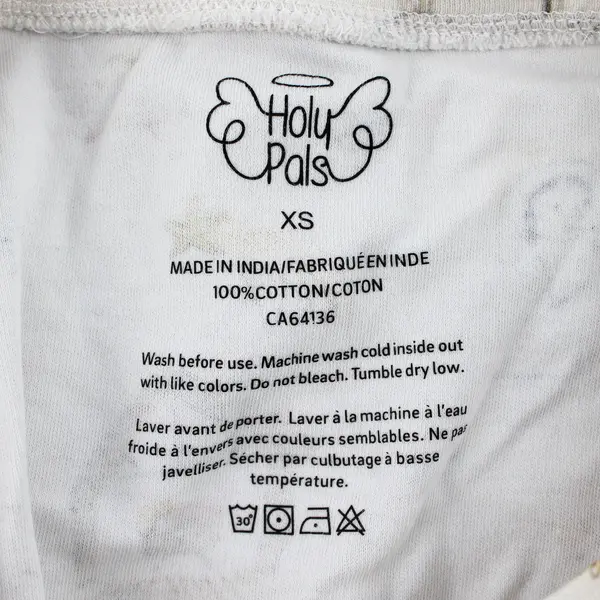 Holy
Pals
XS
MADE IN INDIA/FABRIQUÉ EN INDE
100%COTTON/COTON
CA64136
Wash before use. Machine wash cold inside out
with like colors. Do not bleach. Tumble dry low.
Laver avant de porter. Laver à la machine à l'eau
froide à l'envers avec couleurs semblables. Ne pas
javelliser. Sécher par culbutage à basse
température.
30°